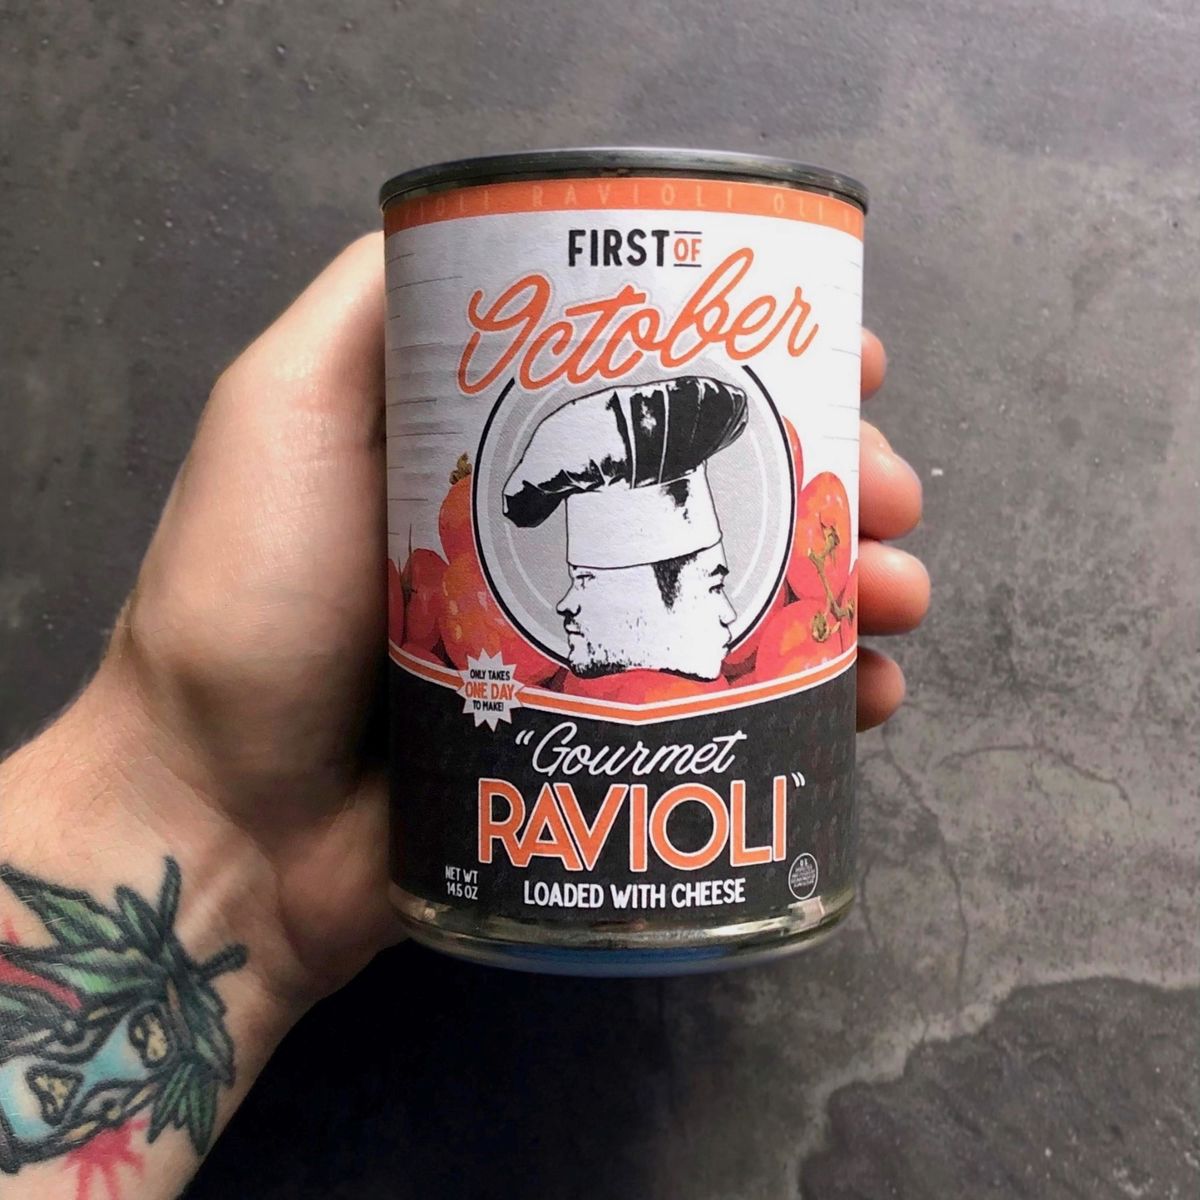 RAVIOLI
FIRST OF
October
ONLY TAKES
ONE DAY
TO MAKE!
"Gourmet
RAVIOLI"
NET WT
14.5 OZ
LOADED WITH CHEESE